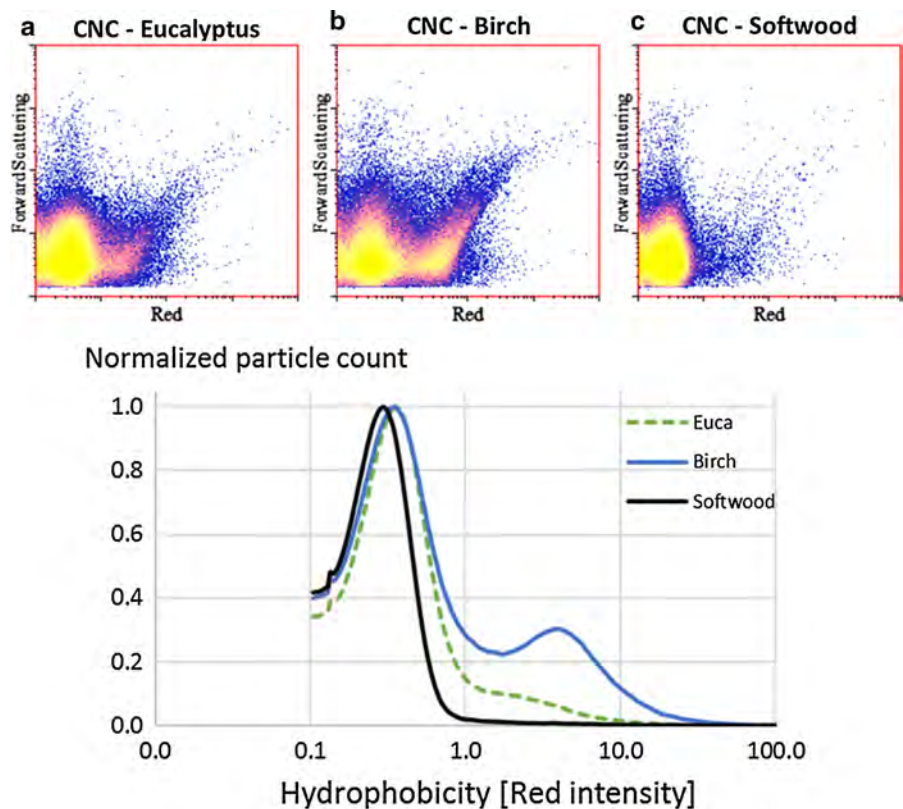 a CNC - Eucalyptus
b CNC - Birch
c CNC - Softwood
Forward Scattering
Forward Scattering
Forward Scattering
Red
Red
Red
Normalized particle count
1.0
0.8
0.6
0.4
0.2
0.0
Euca
Birch
Softwood
0.0 0.1 1.0 10.0 100.0
Hydrophobicity [Red intensity]